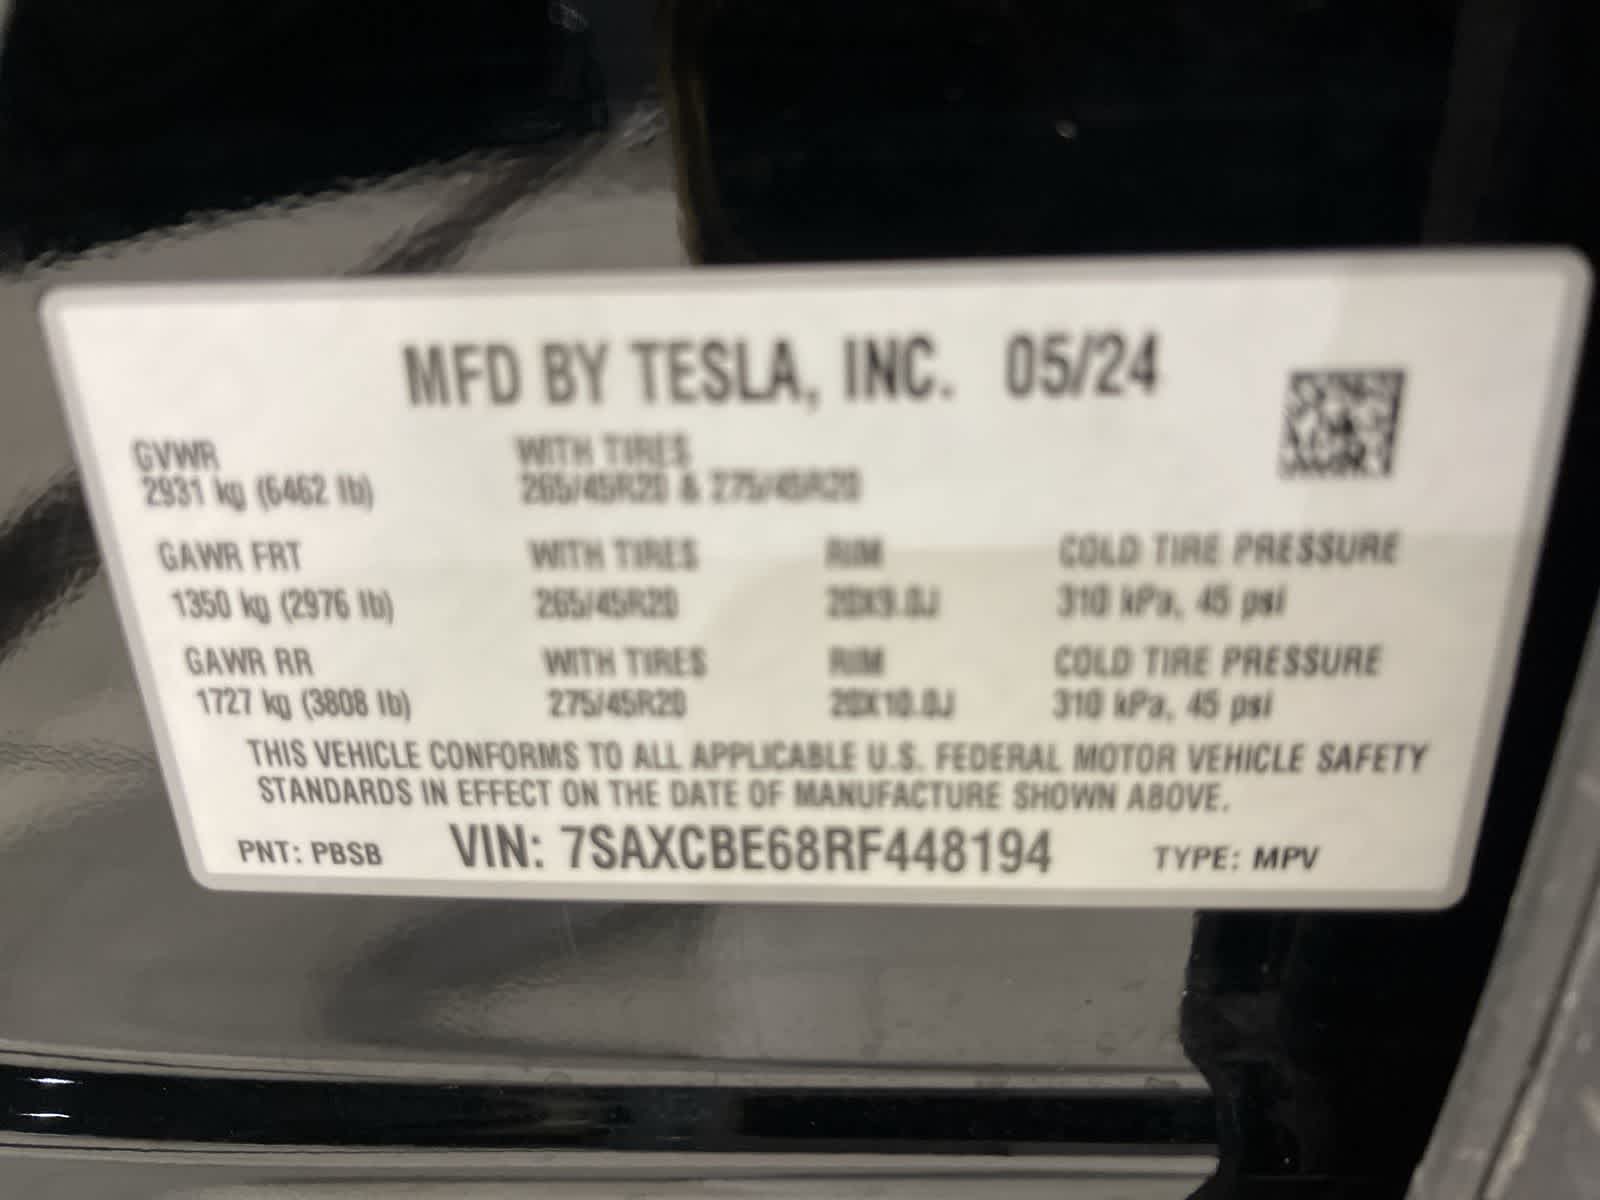 MFD BY TESLA, INC. 05/24
GVWR WITH TIRES
2931 kg (6462 lb) 265/45R20 & 275/45R20
GAWR FRT WITH TIRES RIM COLD TIRE PRESSURE
1350 kg (2976 lb) 265/45R20 20X9.0J 310 kPa, 45 psi
GAWR RR WITH TIRES RIM COLD TIRE PRESSURE
1727 kg (3808 lb) 275/45R20 20X10.0J 310 kPa, 45 psi
THIS VEHICLE CONFORMS TO ALL APPLICABLE U.S. FEDERAL MOTOR VEHICLE SAFETY
STANDARDS IN EFFECT ON THE DATE OF MANUFACTURE SHOWN ABOVE.
PNT: PBSB VIN: 7SAXCBE68RF448194 TYPE: MPV